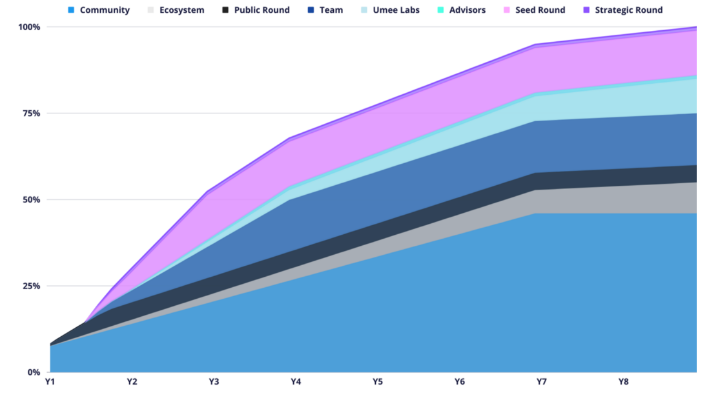 Community Ecosystem Public Round Team Umee Labs Advisors Seed Round Strategic Round
100%
75%
50%
25%
0%
Y1 Y2 Y3 Y4 Y5 Y6 Y7 Y8